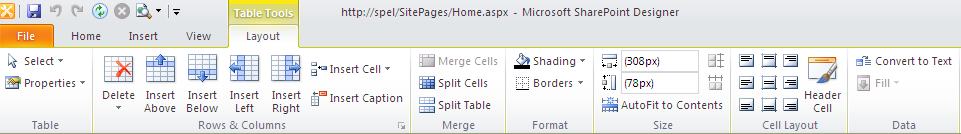 Table Tools
http://spel/SitePages/Home.aspx - Microsoft SharePoint Designer
File Home Insert View Layout
Select
Properties
Table
Delete
Insert Above
Insert Below
Insert Left
Insert Right
Insert Cell
Insert Caption
Rows & Columns
Merge Cells
Split Cells
Split Table
Merge
Shading
Borders
Format
(308px)
(78px)
AutoFit to Contents
Size
Header Cell
Cell Layout
Convert to Text
Fill
Data